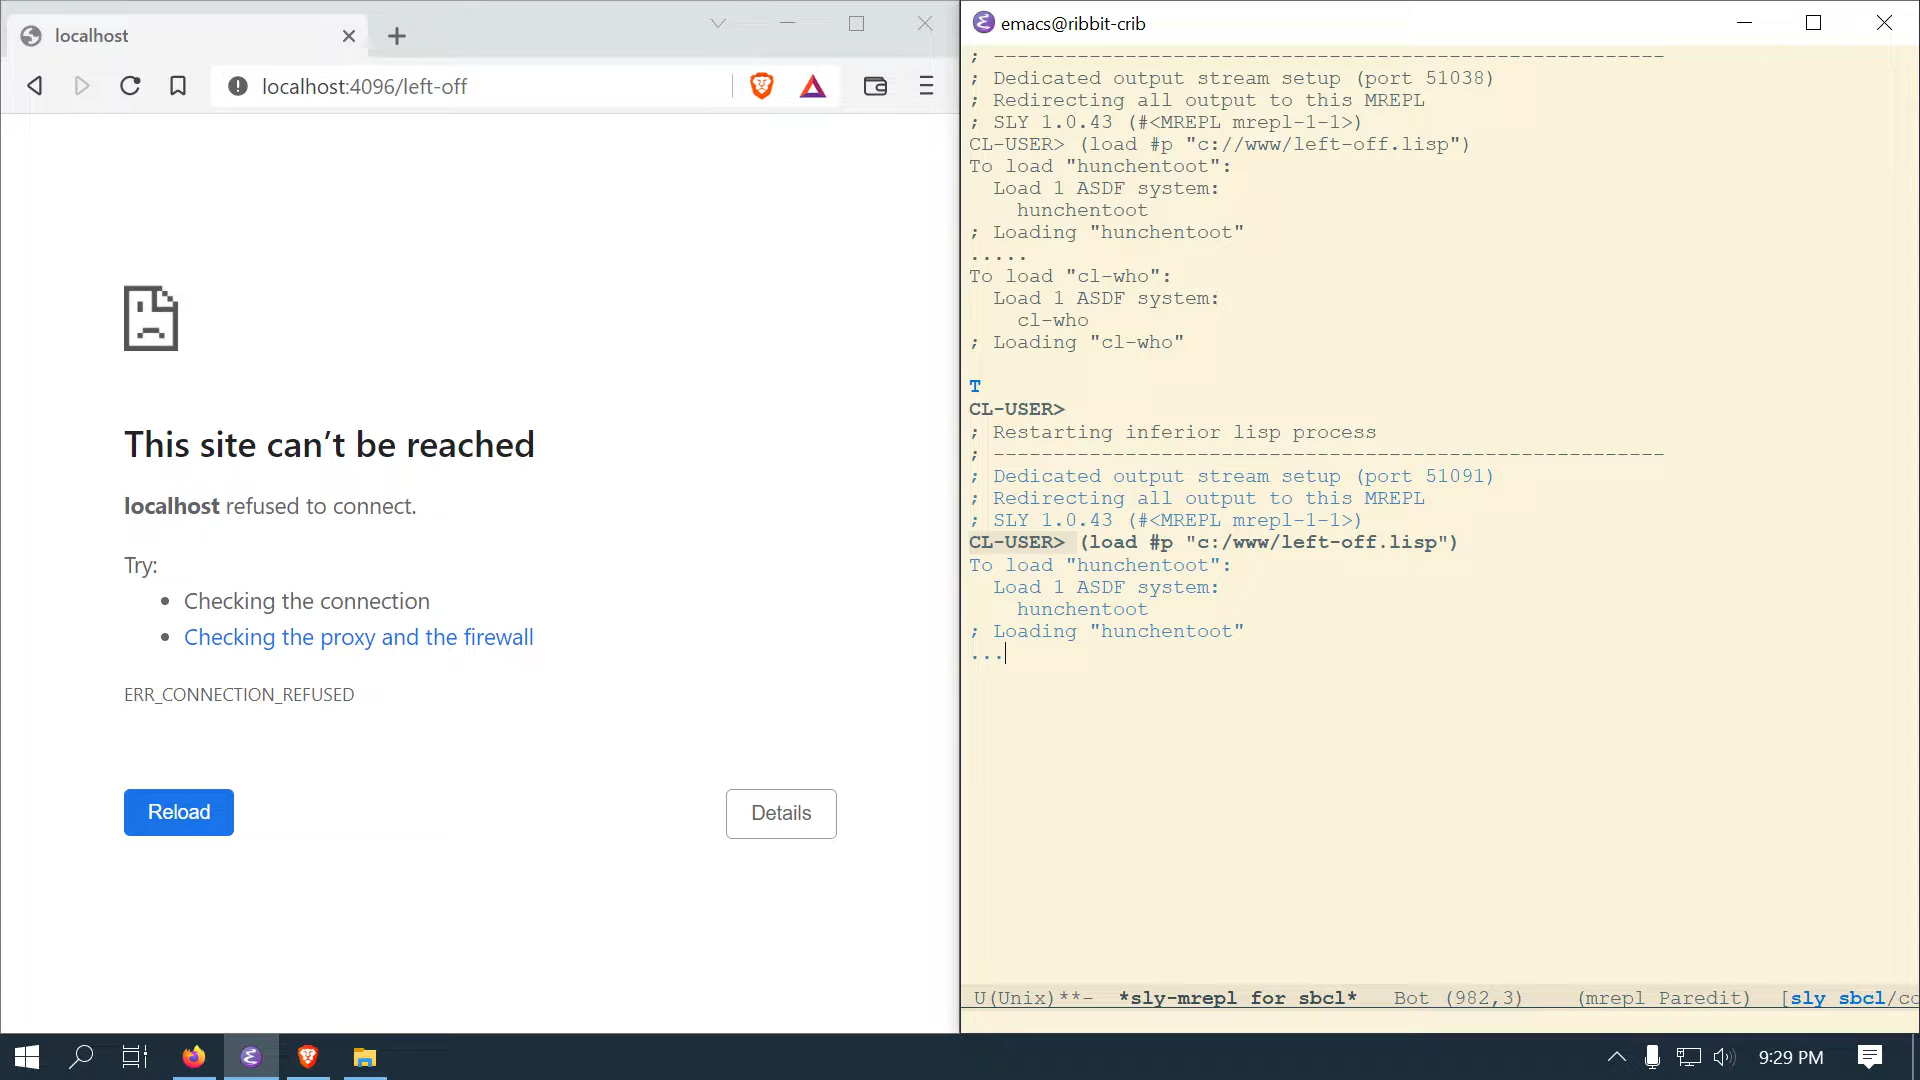 localhost
localhost:4096/left-off
This site can’t be reached
localhost refused to connect.
Try:
Checking the connection
Checking the proxy and the firewall
ERR_CONNECTION_REFUSED
Reload
Details
emacs@ribbit-crib
; --------------------------------------------------------
; Dedicated output stream setup (port 51038)
; Redirecting all output to this MREPL
; SLY 1.0.43 (#<MREPL mrepl-1-1>)
CL-USER> (load #p "c://www/left-off.lisp")
To load "hunchentoot":
Load 1 ASDF system:
hunchentoot
; Loading "hunchentoot"
.....
To load "cl-who":
Load 1 ASDF system:
cl-who
; Loading "cl-who"
T
CL-USER>
; Restarting inferior lisp process
; --------------------------------------------------------
; Dedicated output stream setup (port 51091)
; Redirecting all output to this MREPL
; SLY 1.0.43 (#<MREPL mrepl-1-1>)
CL-USER> (load #p "c:/www/left-off.lisp")
To load "hunchentoot":
Load 1 ASDF system:
hunchentoot
; Loading "hunchentoot"
...
U(Unix)**- *sly-mrepl for sbcl* Bot (982,3) (mrepl Paredit) [sly sbcl/co
9:29 PM